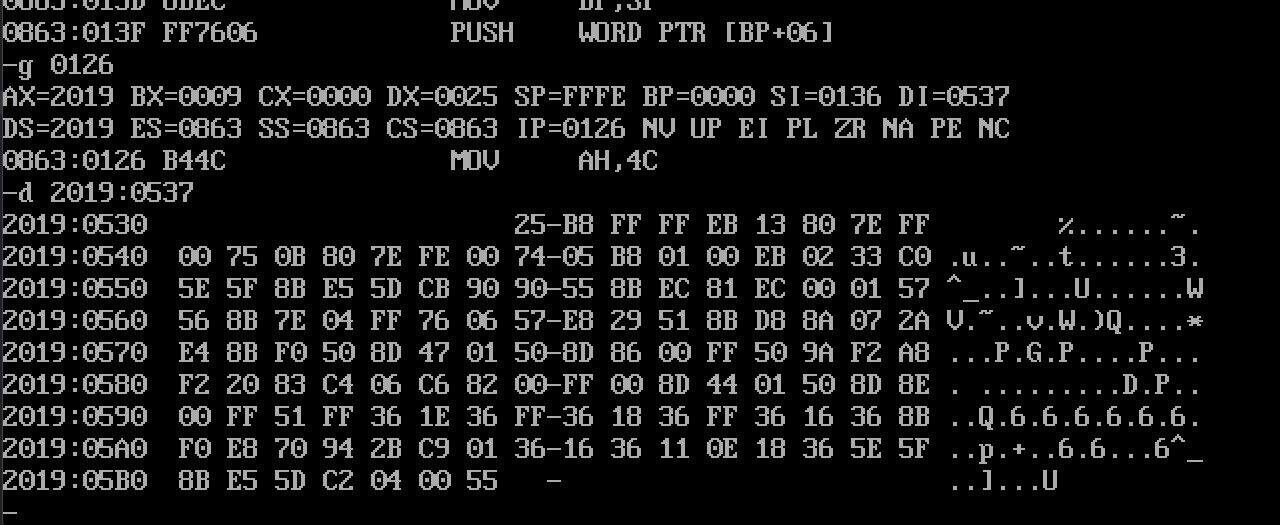 0863:013F FF7606 PUSH WORD PTR [BP+06]
-g 0126
AX=2019 BX=0009 CX=0000 DX=0025 SP=FFFE BP=0000 SI=0136 DI=0537
DS=2019 ES=0863 SS=0863 CS=0863 IP=0126 NV UP EI PL ZR NA PE NC
0863:0126 B44C MOV AH,4C
-d 2019:0537
2019:0530 25-B8 FF FF EB 13 80 7E FF %......~.
2019:0540 00 75 0B 80 7E FE 00 74-05 B8 01 00 EB 02 33 C0 .u..~..t......3.
2019:0550 5E 5F 8B E5 5D CB 90 90-55 8B EC 81 EC 00 01 57 ^_..]...U......W
2019:0560 56 8B 7E 04 FF 76 06 57-E8 29 51 8B D8 8A 07 2A V.~..v.W.)Q....*
2019:0570 E4 8B F0 50 8D 47 01 50-8D 86 00 FF 50 9A F2 A8 ...P.G.P....P...
2019:0580 F2 20 83 C4 06 C6 82 00-FF 00 8D 44 01 50 8D 8E . .........D.P..
2019:0590 00 FF 51 FF 36 1E 36 FF-36 18 36 FF 36 16 36 8B ..Q.6.6.6.6.6.6.
2019:05A0 F0 E8 70 94 2B C9 01 36-16 36 11 0E 18 36 5E 5F ..p.+..6.6...6^_
2019:05B0 8B E5 5D C2 04 00 55 - ..]...U
-